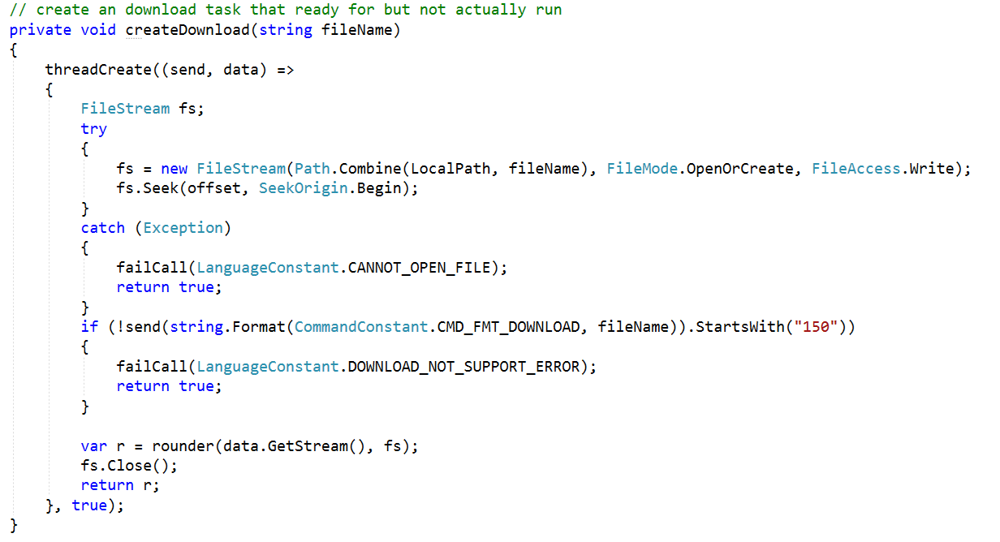 // create an download task that ready for but not actually run
private void createDownload(string fileName)
{
    threadCreate((send, data) =>
    {
        FileStream fs;
        try
        {
            fs = new FileStream(Path.Combine(LocalPath, fileName), FileMode.OpenOrCreate, FileAccess.Write);
            fs.Seek(offset, SeekOrigin.Begin);
        }
        catch (Exception)
        {
            failCall(LanguageConstant.CANNOT_OPEN_FILE);
            return true;
        }
        if (!send(string.Format(CommandConstant.CMD_FMT_DOWNLOAD, fileName)).StartsWith("150"))
        {
            failCall(LanguageConstant.DOWNLOAD_NOT_SUPPORT_ERROR);
            return true;
        }

        var r = rounder(data.GetStream(), fs);
        fs.Close();
        return r;
    }, true);
}